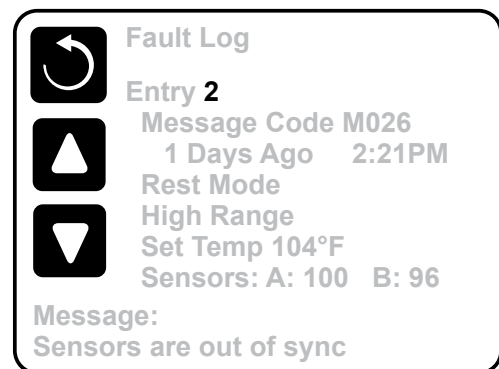 Fault Log
Entry 2
Message Code M026
1 Days Ago 2:21PM
Rest Mode
High Range
Set Temp 104°F
Sensors: A: 100 B: 96
Message:
Sensors are out of sync